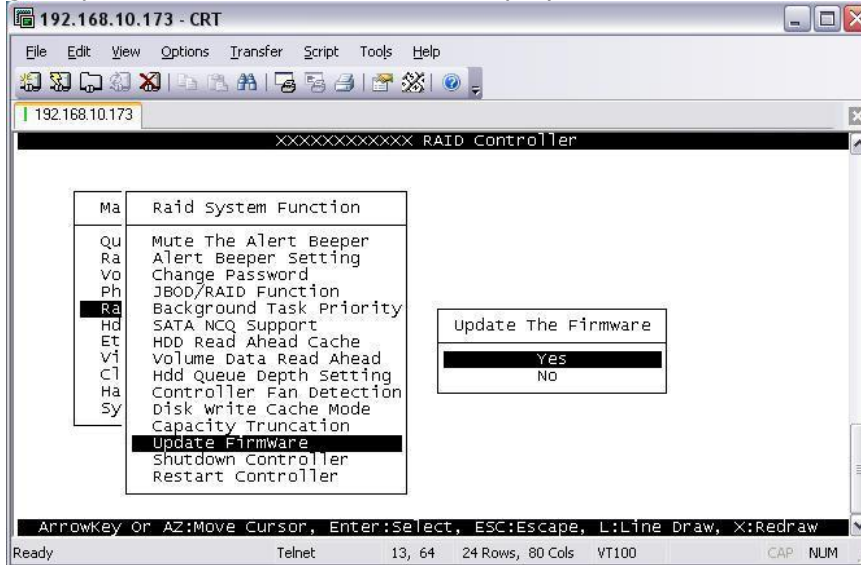 192.168.10.173 - CRT
File Edit View Options Transfer Script Tools Help
192.168.10.173
XXXXXXXXXXXX RAID Controller
Ma
Qu
Ra
Vo
Ph
Ra
Hd
Et
Vi
Cl
Ha
Sy
Raid System Function
Mute The Alert Beeper
Alert Beeper Setting
Change Password
JBOD/RAID Function
Background Task Priority
SATA NCQ Support
HDD Read Ahead Cache
Volume Data Read Ahead
Hdd Queue Depth Setting
Controller Fan Detection
Disk Write Cache Mode
Capacity Truncation
Update FirmWare
Shutdown Controller
Restart Controller
Update The Firmware
Yes
No
ArrowKey Or AZ:Move Cursor, Enter:Select, ESC:Escape, L:Line Draw, X:Redraw
Ready Telnet 13, 64 24 Rows, 80 Cols VT100 CAP NUM